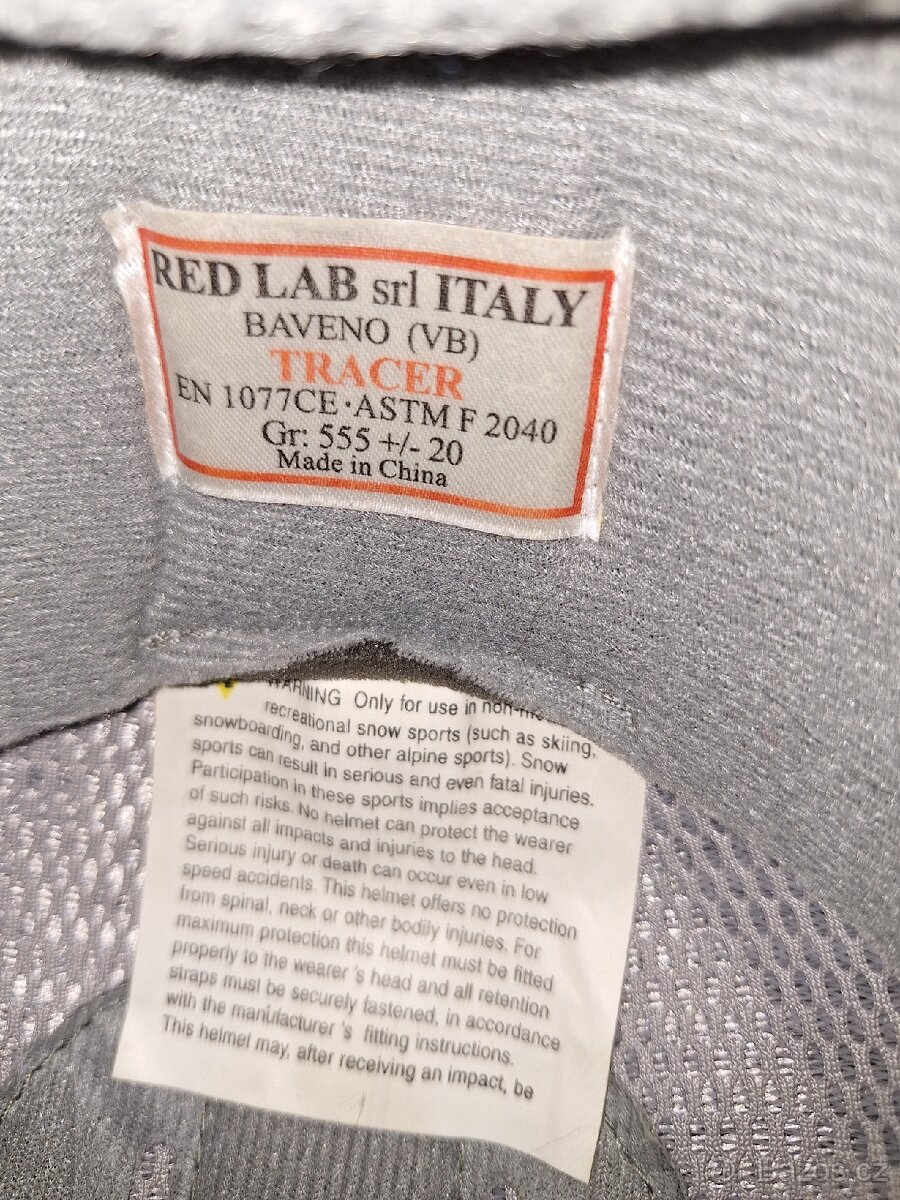 RED LAB srl ITALY
BAVENO (VB)
TRACER
EN 1077CE·ASTM F 2040
Gr: 555 +/- 20
Made in China
WARNING Only for use in
recreational snow sports (such as skiing,
snowboarding, and other alpine sports). Snow
sports can result in serious and even fatal injuries.
Participation in these sports implies acceptance
of such risks. No helmet can protect the wearer
against all impacts and injuries to the head.
Serious injury or death can occur even in low
speed accidents. This helmet offers no protection
from spinal, neck or other bodily injuries. For
maximum protection this helmet must be fitted
properly to the wearer 's head and all retention
straps must be securely fastened, in accordance
with the manufacturer 's fitting instructions.
This helmet may, after receiving an impact, be